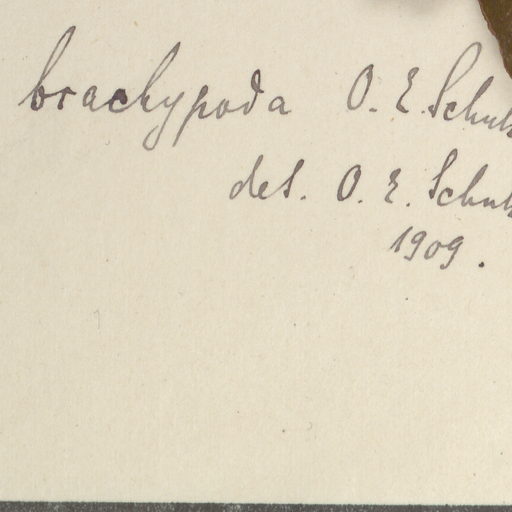 brachypoda O. E. Schulz
det. O. E. Schulz
1909.